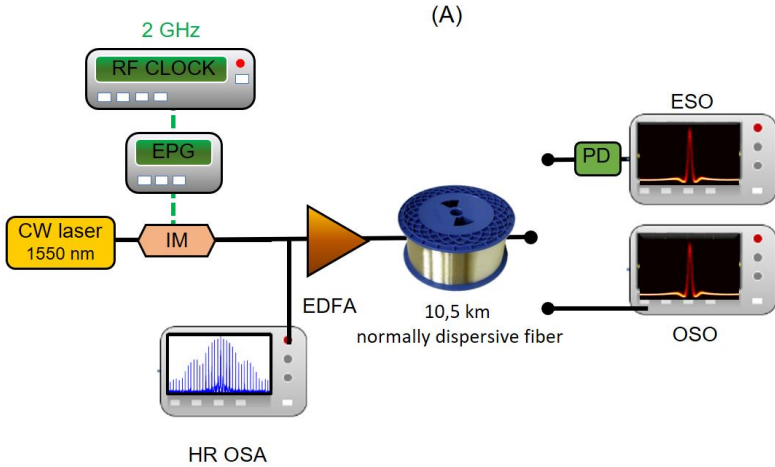 (A)
2 GHz
RF CLOCK
EPG
CW laser
1550 nm
IM
EDFA
10,5 km
normally dispersive fiber
PD
ESO
OSO
HR OSA